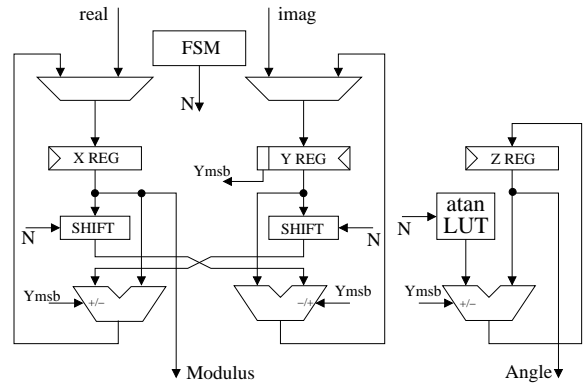 real
imag
FSM
N
X REG
Y REG
Z REG
Ymsb
SHIFT
SHIFT
atan
LUT
N
N
N
Ymsb
+/−
−/+
Ymsb
Ymsb
+/−
Modulus
Angle